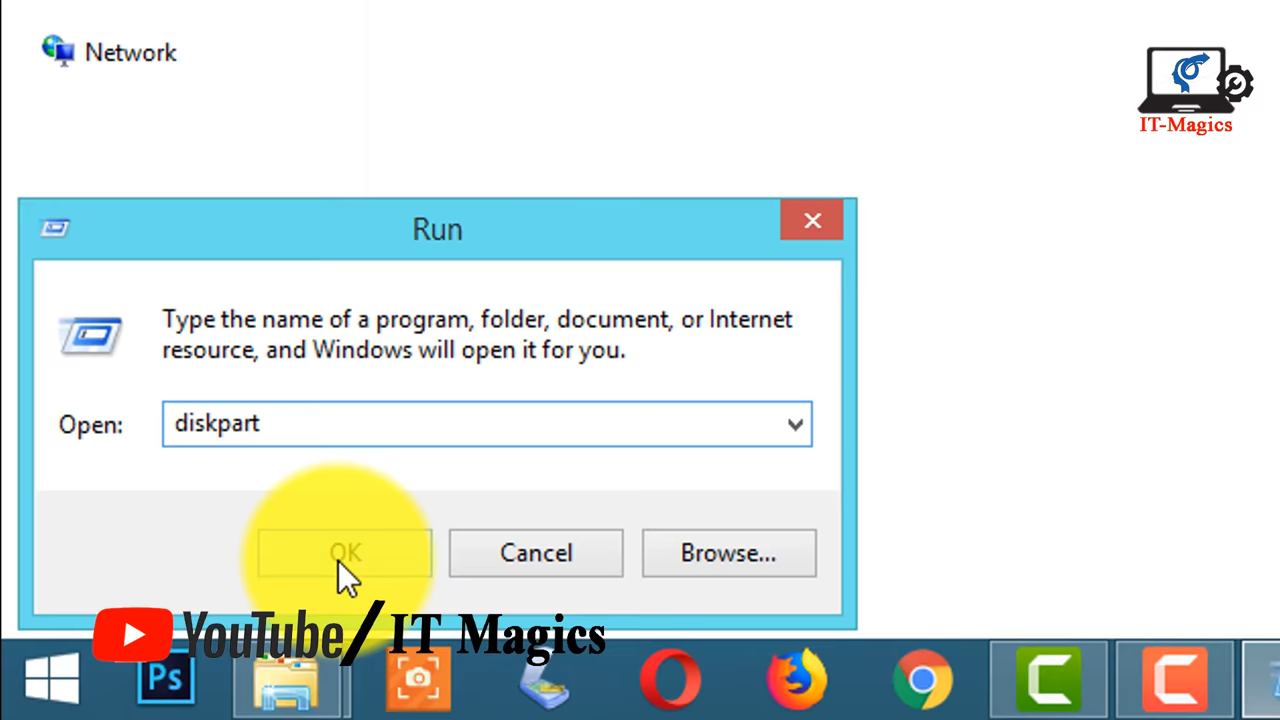 Network
IT-Magics
Run
Type the name of a program, folder, document, or Internet
resource, and Windows will open it for you.
Open:
diskpart
OK
Cancel
Browse...
YouTube/IT Magics
Ps